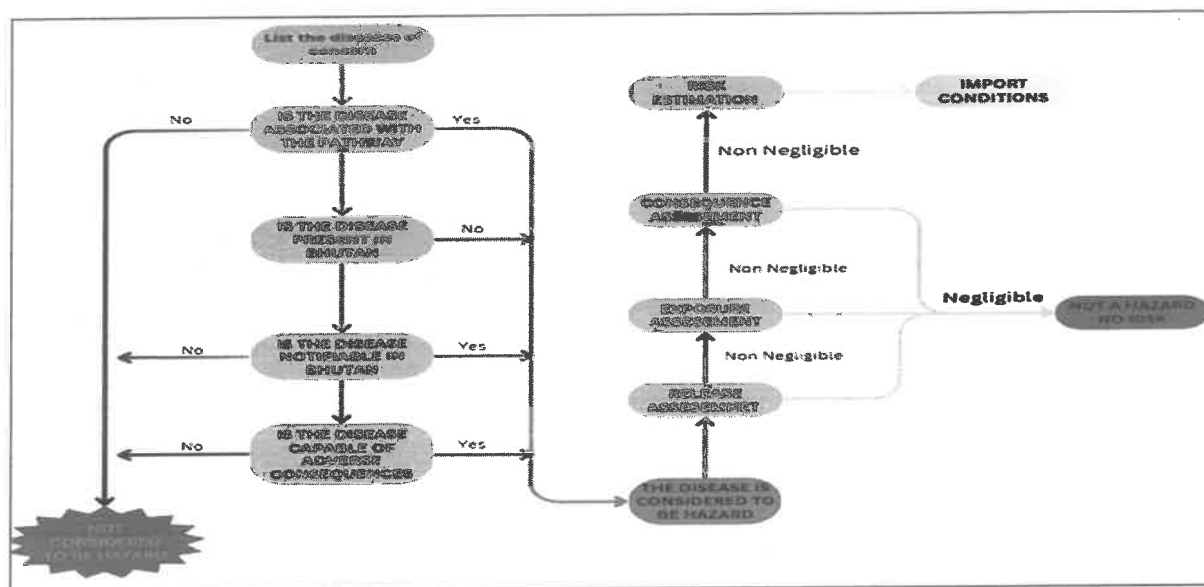 List the diseases of
concern
IS THE DISEASE
ASSOCIATED WITH
THE PATHWAY
No
Yes
IS THE DISEASE
PRESENT IN
BHUTAN
No
IS THE DISEASE
NOTIFIABLE IN
BHUTAN
No
Yes
IS THE DISEASE
CAPABLE OF
ADVERSE
CONSEQUENCES
No
Yes
NOT
CONSIDERED
TO BE HAZARD
THE DISEASE IS
CONSIDERED TO
BE HAZARD
RELEASE
ASSESEMMET
Non Negligible
EXPOSURE
ASSESSMENT
Non Negligible
CONSEQUENCE
ASSESSMENT
Non Negligible
RISK
ESTIMATION
IMPORT
CONDITIONS
Negligible
NOT A HAZARD
NO RISK